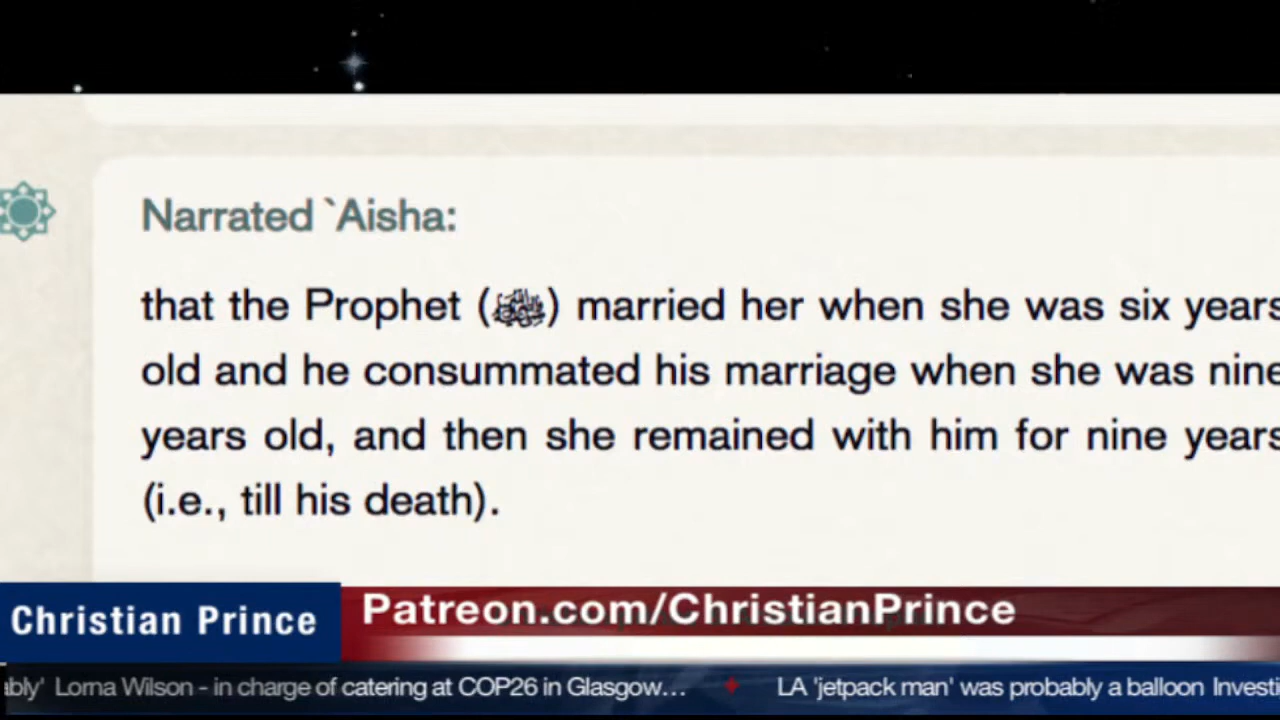 Narrated `Aisha:
that the Prophet (ﷺ) married her when she was six years
old and he consummated his marriage when she was nine
years old, and then she remained with him for nine years
(i.e., till his death).
Christian Prince
Patreon.com/ChristianPrince
ably' Lorna Wilson - in charge of catering at COP26 in Glasgow… ♦ LA 'jetpack man' was probably a balloon Investi